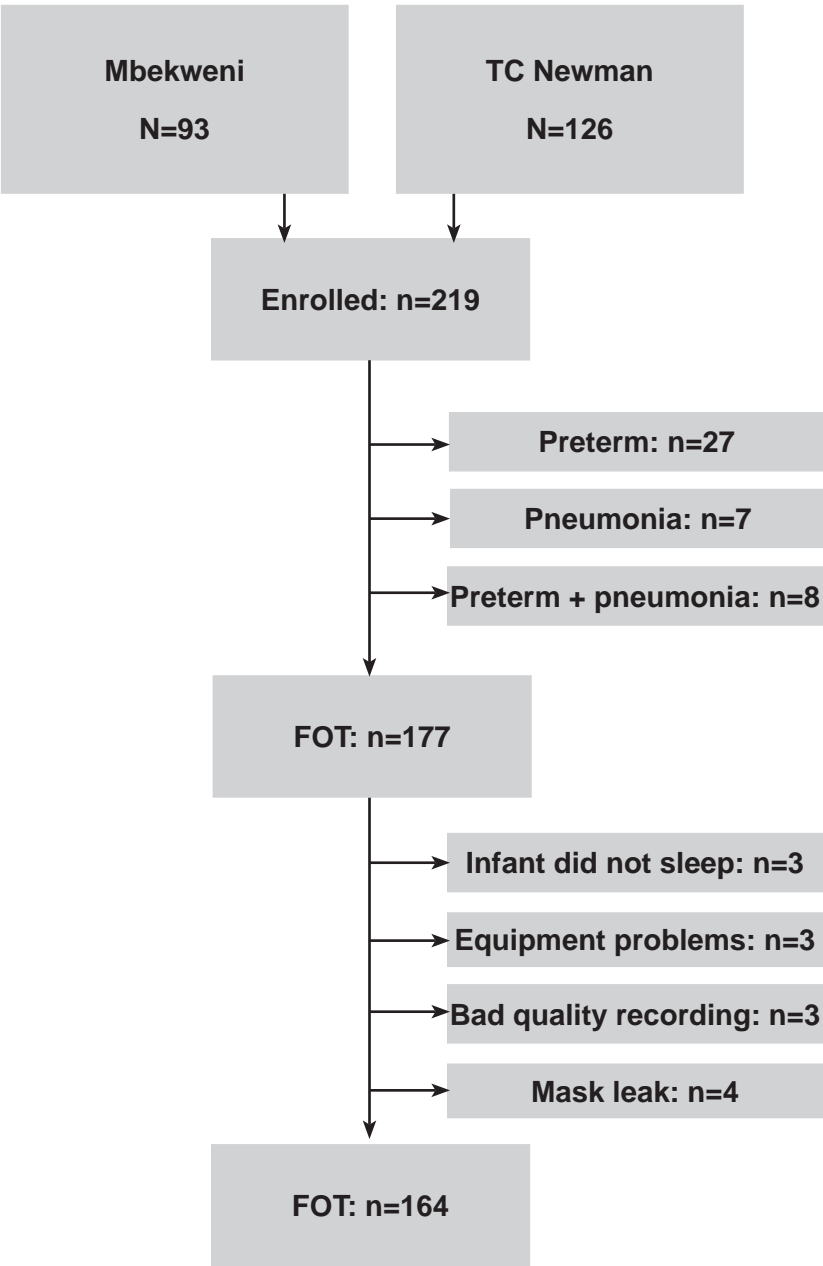 Mbekweni
N=93
TC Newman
N=126
Enrolled: n=219
Preterm: n=27
Pneumonia: n=7
Preterm + pneumonia: n=8
FOT: n=177
Infant did not sleep: n=3
Equipment problems: n=3
Bad quality recording: n=3
Mask leak: n=4
FOT: n=164